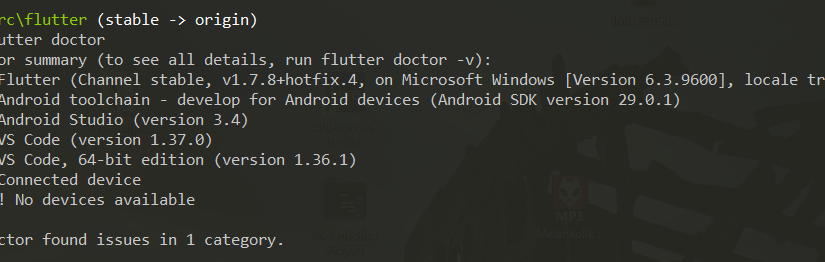 rc\flutter (stable -> origin)
utter doctor
or summary (to see all details, run flutter doctor -v):
Flutter (Channel stable, v1.7.8+hotfix.4, on Microsoft Windows [Version 6.3.9600], locale tr
Android toolchain - develop for Android devices (Android SDK version 29.0.1)
Android Studio (version 3.4)
VS Code (version 1.37.0)
VS Code, 64-bit edition (version 1.36.1)
Connected device
! No devices available
MP3
ctor found issues in 1 category.